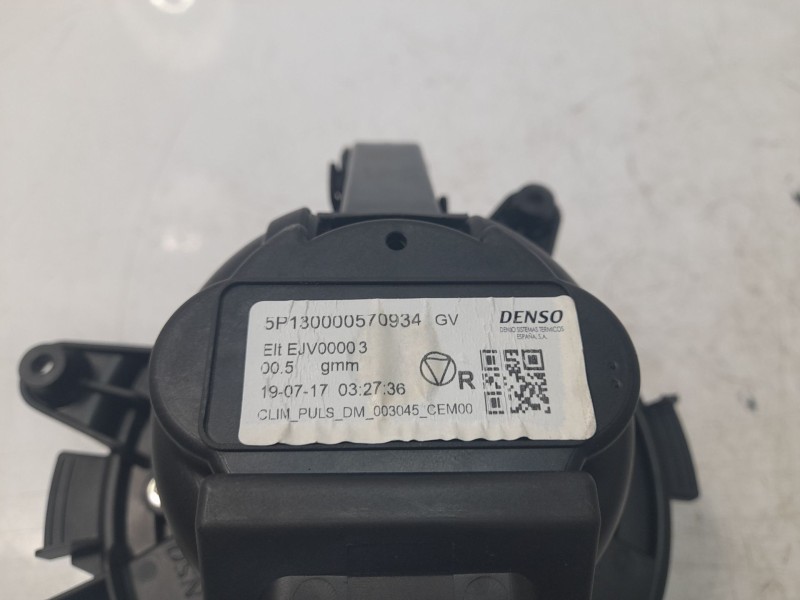 5P130000570934 GV
DENSO
DENSO SISTEMAS TERMICOS
ESPAÑA, S.A.
Elt EJV00003
00.5 gmm
R
19-07-17 03:27:36
CLIM_PULS_DM_003045_CEM00